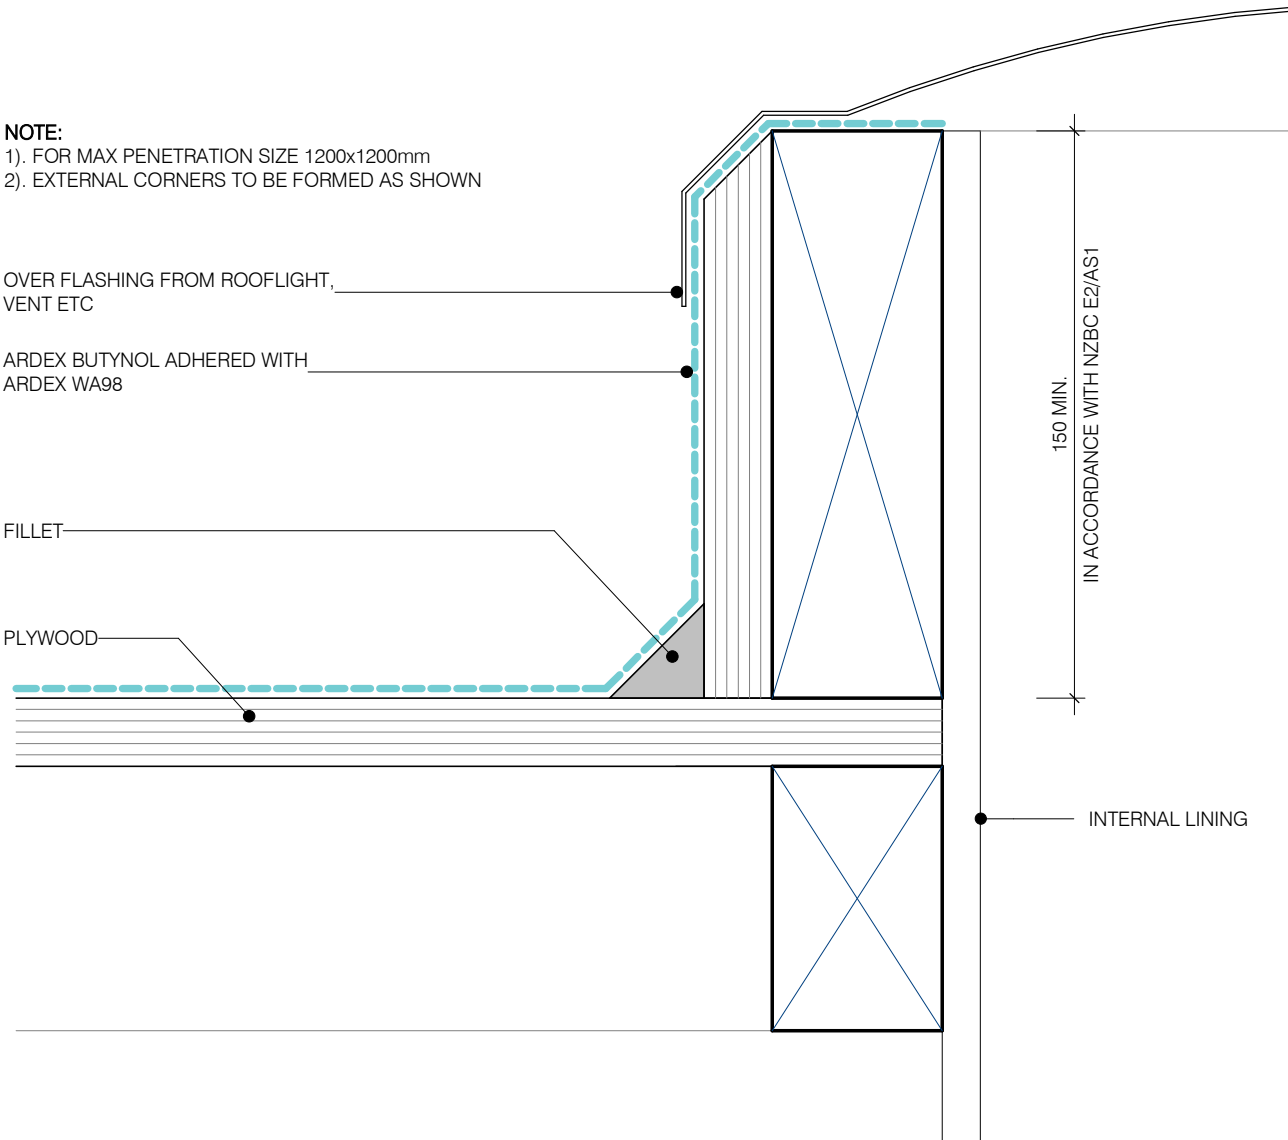 NOTE:
1). FOR MAX PENETRATION SIZE 1200x1200mm
2). EXTERNAL CORNERS TO BE FORMED AS SHOWN
OVER FLASHING FROM ROOFLIGHT,
VENT ETC
ARDEX BUTYNOL ADHERED WITH
ARDEX WA98
FILLET
PLYWOOD
150 MIN.
IN ACCORDANCE WITH NZBC E2/AS1
INTERNAL LINING